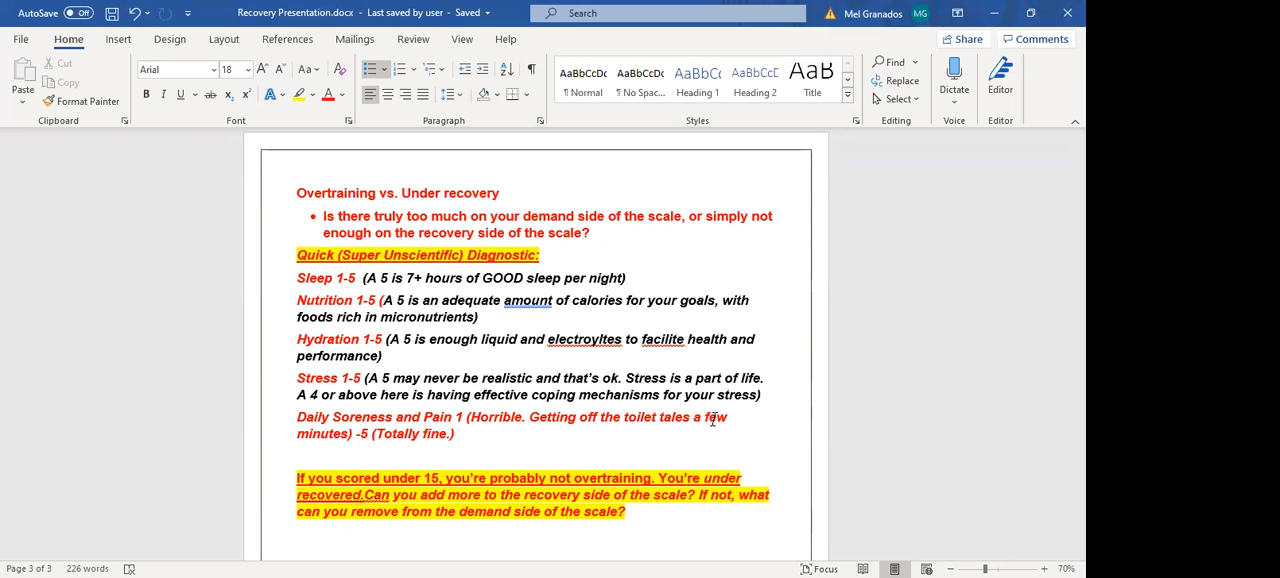 AutoSave Off Recovery Presentation.docx - Last saved by user - Saved Search Mel Granados MG
File Home Insert Design Layout References Mailings Review View Help Share Comments
Paste Cut Copy Format Painter
Arial 18 Aa
B I U ab x₂ x² A A
AaBbCcDc ¶ Normal
AaBbCcDc ¶ No Spac...
AaBbCc Heading 1
AaBbCcD Heading 2
AaB Title
Find Replace Select
Dictate Editor
Clipboard Font Paragraph Styles Editing Voice Editor
Overtraining vs. Under recovery
• Is there truly too much on your demand side of the scale, or simply not
enough on the recovery side of the scale?
Quick (Super Unscientific) Diagnostic:
Sleep 1-5 (A 5 is 7+ hours of GOOD sleep per night)
Nutrition 1-5 (A 5 is an adequate amount of calories for your goals, with
foods rich in micronutrients)
Hydration 1-5 (A 5 is enough liquid and electroyltes to facilite health and
performance)
Stress 1-5 (A 5 may never be realistic and that's ok. Stress is a part of life.
A 4 or above here is having effective coping mechanisms for your stress)
Daily Soreness and Pain 1 (Horrible. Getting off the toilet tales a few
minutes) -5 (Totally fine.)
If you scored under 15, you're probably not overtraining. You're under
recovered.Can you add more to the recovery side of the scale? If not, what
can you remove from the demand side of the scale?
Page 3 of 3 226 words Focus 70%